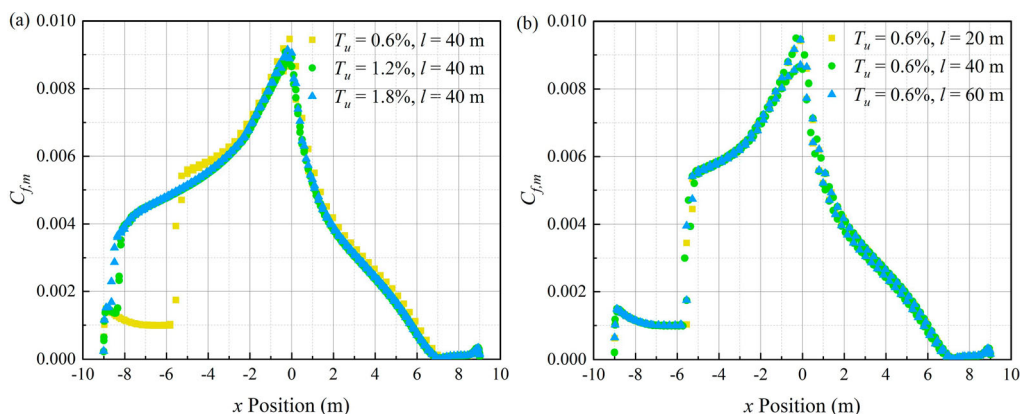 (a)
T_u = 0.6%, l = 40 m
T_u = 1.2%, l = 40 m
T_u = 1.8%, l = 40 m
0.010
0.008
0.006
0.004
0.002
0.000
C_f,m
-10 -8 -6 -4 -2 0 2 4 6 8 10
x Position (m)
(b)
T_u = 0.6%, l = 20 m
T_u = 0.6%, l = 40 m
T_u = 0.6%, l = 60 m
0.010
0.008
0.006
0.004
0.002
0.000
C_f,m
-10 -8 -6 -4 -2 0 2 4 6 8 10
x Position (m)